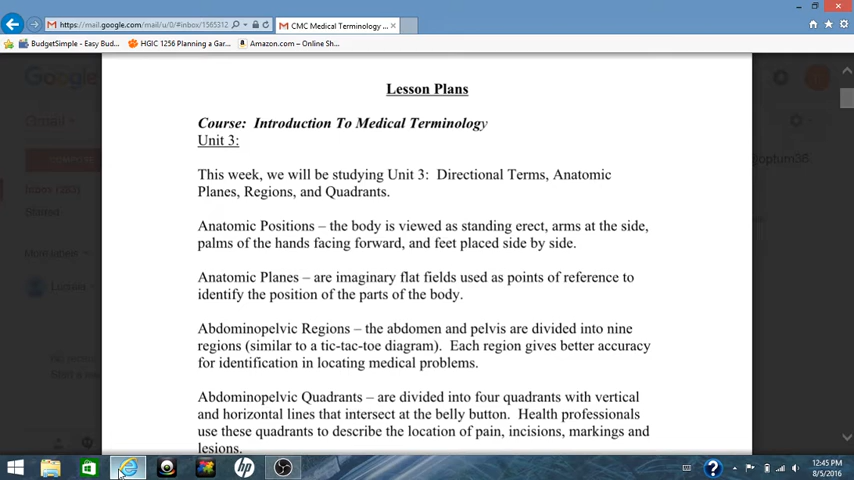 https://mail.google.com/mail/u/0/#inbox/1565312
CMC Medical Terminology ...
BudgetSimple - Easy Bud...
HGIC 1256 Planning a Gar...
Amazon.com – Online Sh...
Google
Gmail
Lesson Plans
Course: Introduction To Medical Terminology
Unit 3:
This week, we will be studying Unit 3: Directional Terms, Anatomic
Planes, Regions, and Quadrants.
Anatomic Positions – the body is viewed as standing erect, arms at the side,
palms of the hands facing forward, and feet placed side by side.
Anatomic Planes – are imaginary flat fields used as points of reference to
identify the position of the parts of the body.
Abdominopelvic Regions – the abdomen and pelvis are divided into nine
regions (similar to a tic-tac-toe diagram). Each region gives better accuracy
for identification in locating medical problems.
Abdominopelvic Quadrants – are divided into four quadrants with vertical
and horizontal lines that intersect at the belly button. Health professionals
use these quadrants to describe the location of pain, incisions, markings and
lesions.
hp
12:45 PM
8/5/2016